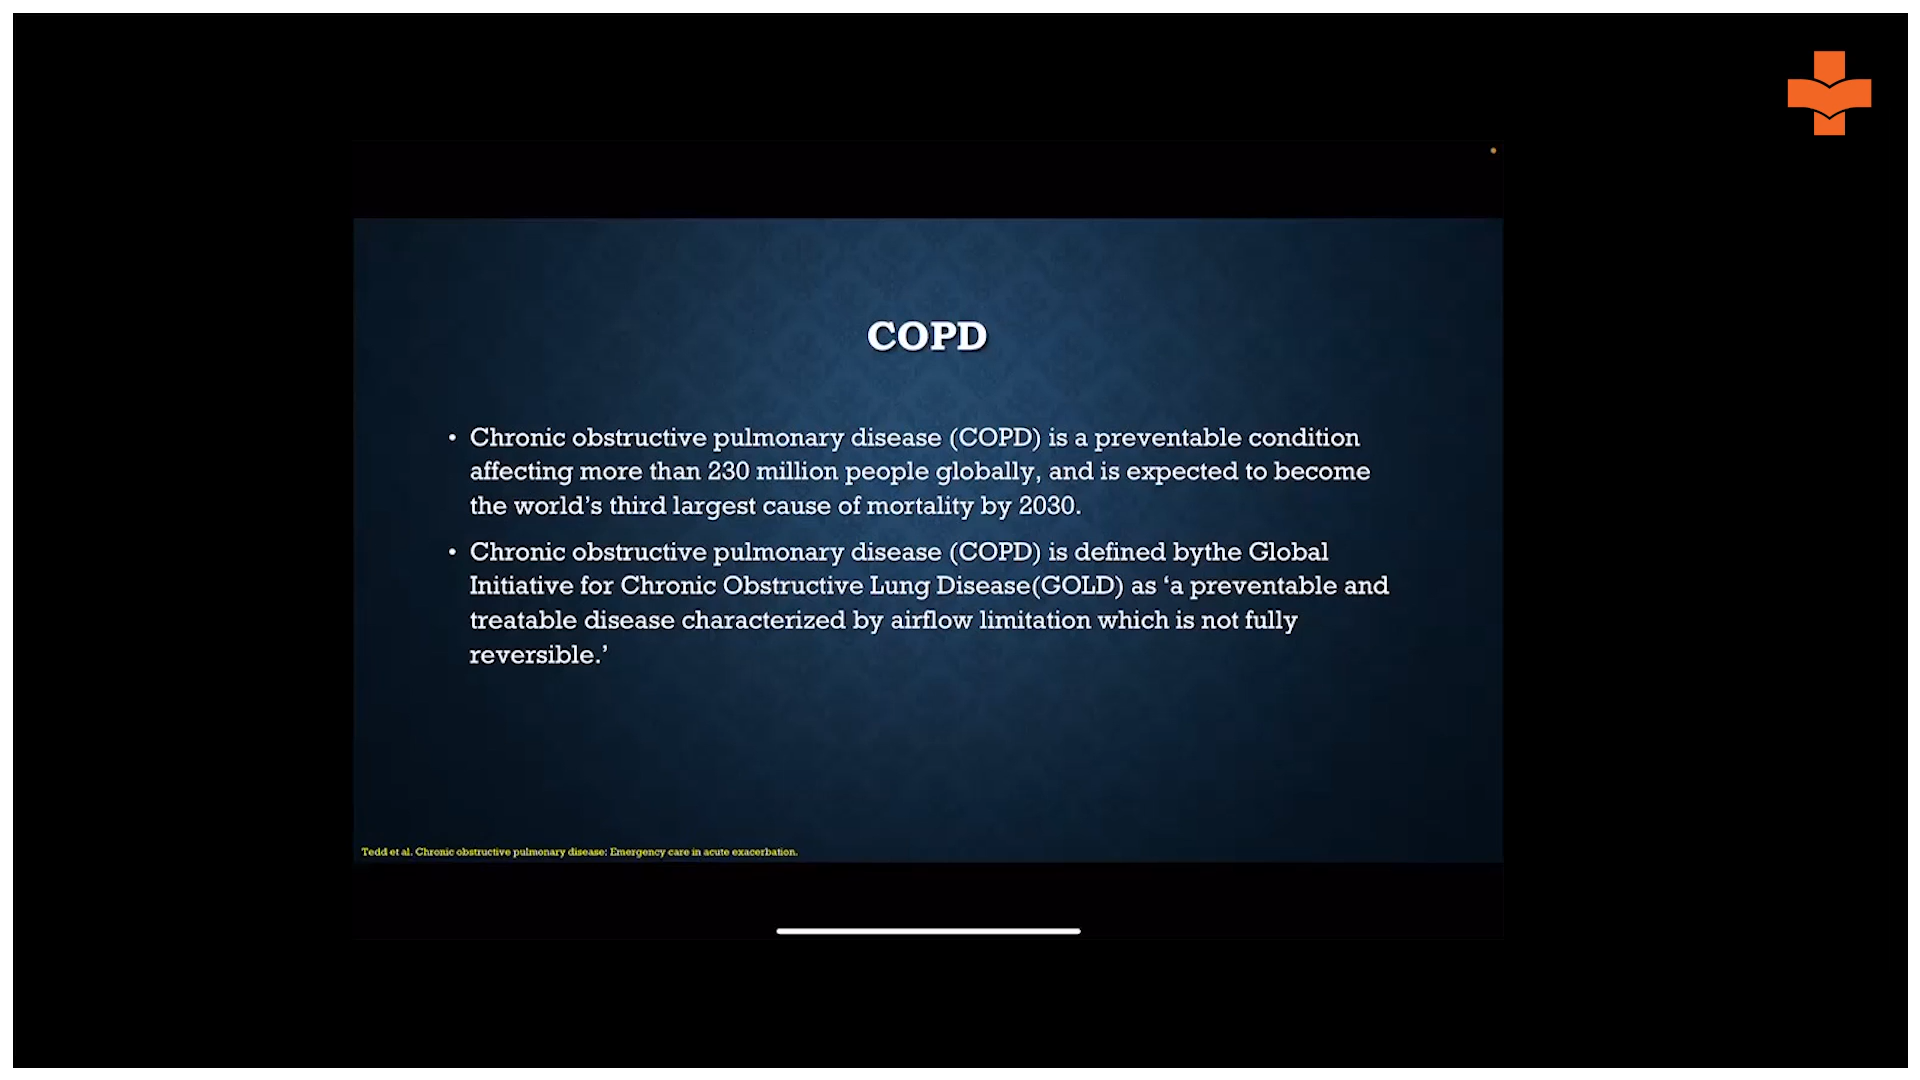 COPD
• Chronic obstructive pulmonary disease (COPD) is a preventable condition
affecting more than 230 million people globally, and is expected to become
the world’s third largest cause of mortality by 2030.
• Chronic obstructive pulmonary disease (COPD) is defined bythe Global
Initiative for Chronic Obstructive Lung Disease(GOLD) as ‘a preventable and
treatable disease characterized by airflow limitation which is not fully
reversible.’
Tedd et al. Chronic obstructive pulmonary disease: Emergency care in acute exacerbation.